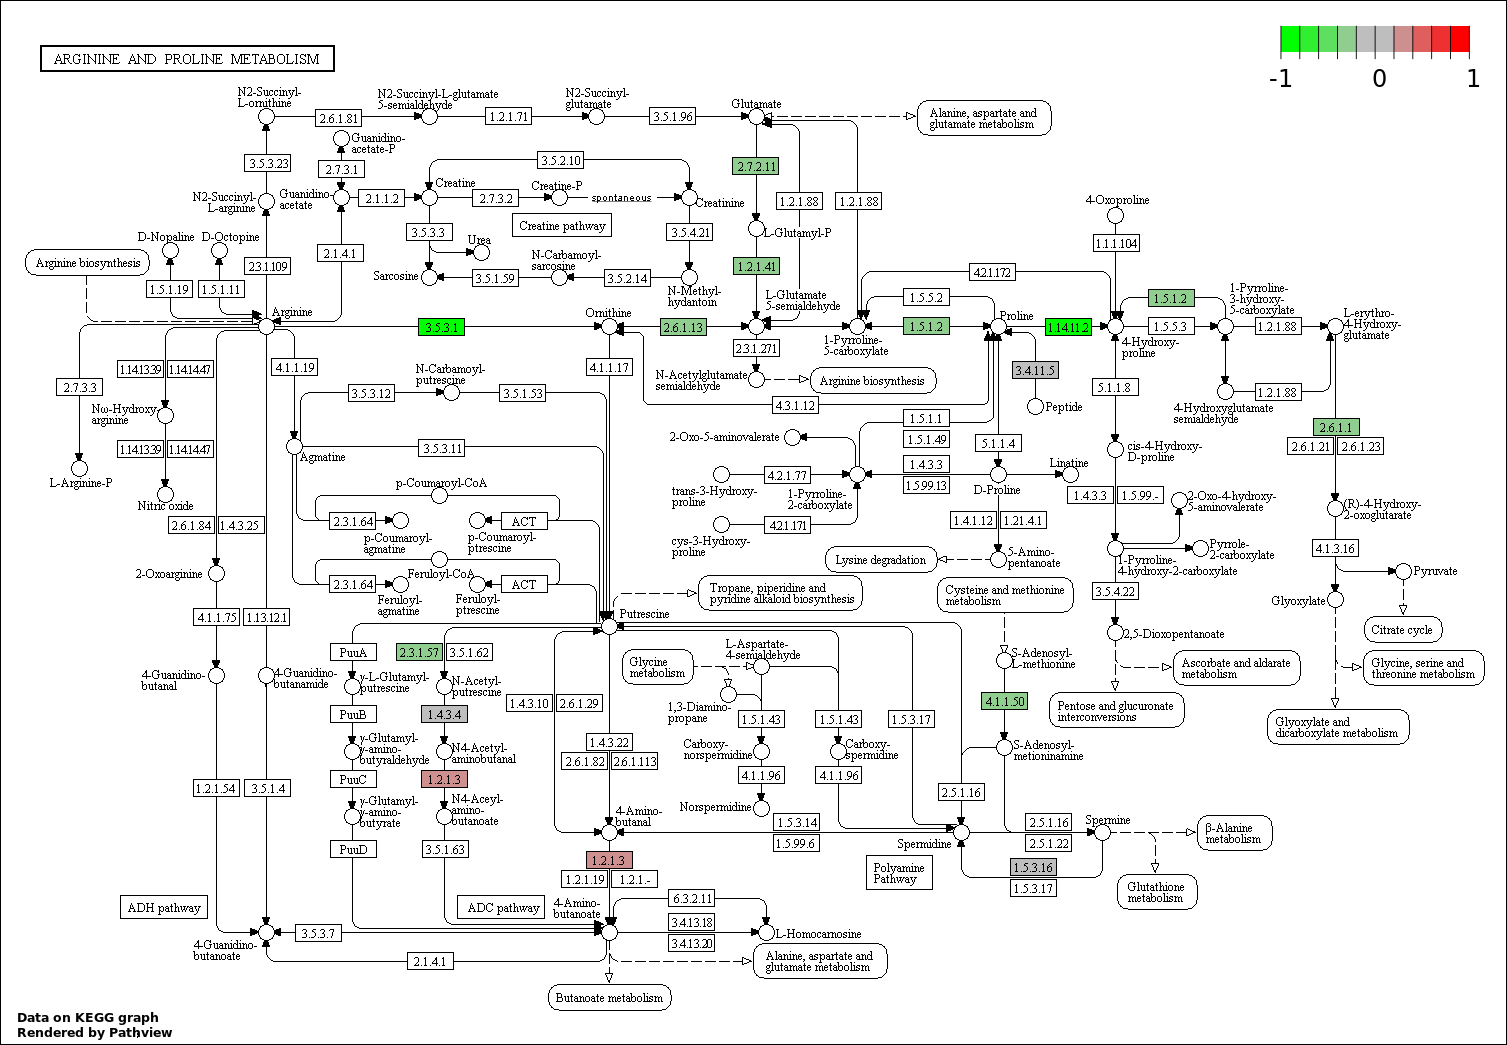 ARGININE AND PROLINE METABOLISM
-1 0 1
N2-Succinyl-
L-ornithine
2.6.1.81
N2-Succinyl-L-glutamate
5-semialdehyde
1.2.1.71
N2-Succinyl-
glutamate
3.5.1.96
Glutamate
Alanine, aspartate and
glutamate metabolism
3.5.3.23
Guanidino-
acetate-P
2.7.3.1
3.5.2.10
2.7.2.11
N2-Succinyl-
L-arginine
Guanidino-
acetate
2.1.1.2
Creatine
2.7.3.2
Creatine-P
spontaneous
Creatinine
1.2.1.88
1.2.1.88
4-Oxoproline
D-Nopaline
D-Octopine
Arginine biosynthesis
2.3.1.109
2.1.4.1
3.5.3.3
Urea
Creatine pathway
3.5.4.21
L-Glutamyl-P
1.1.1.104
1.5.1.19
1.5.1.11
Sarcosine
3.5.1.59
N-Carbamoyl-
sarcosine
3.5.2.14
N-Methyl-
hydantoin
1.2.1.41
L-Glutamate
5-semialdehyde
4.2.1.172
1.5.5.2
1.5.1.2
1-Pyrroline-
3-hydroxy-
5-carboxylate
Arginine
3.5.3.1
Ornithine
2.6.1.13
1-Pyrroline-
5-carboxylate
1.5.1.2
Proline
1.14.11.2
4-Hydroxy-
proline
1.5.5.3
1.2.1.88
L-erythro-
4-Hydroxy-
glutamate
2.3.1.271
1.14.13.39
1.14.14.47
4.1.1.19
4.1.1.17
N-Acetylglutamate
semialdehyde
Arginine biosynthesis
3.4.11.5
Peptide
2.7.3.3
3.5.3.12
N-Carbamoyl-
putrescine
3.5.1.53
4.3.1.12
5.1.1.8
1.2.1.88
4-Hydroxyglutamate
semialdehyde
Nω-Hydroxy-
arginine
1.5.1.1
1.5.1.49
2.6.1.1
2.6.1.21
2.6.1.23
1.14.13.39
1.14.14.47
Agmatine
3.5.3.11
2-Oxo-5-aminovalerate
5.1.1.4
cis-4-Hydroxy-
D-proline
L-Arginine-P
Nitric oxide
trans-3-Hydroxy-
proline
4.2.1.77
1-Pyrroline-
2-carboxylate
1.4.3.3
1.5.99.13
D-Proline
Linatine
1.4.3.3
1.5.99.-
2-Oxo-4-hydroxy-
5-aminovalerate
(R)-4-Hydroxy-
2-oxoglutarate
p-Coumaroyl-CoA
2.3.1.64
ACT
p-Coumaroyl-
agmatine
p-Coumaroyl-
ptrescine
cys-3-Hydroxy-
proline
4.2.1.171
1.4.1.12
1.21.4.1
2.6.1.84
1.4.3.25
Lysine degradation
5-Amino-
pentanoate
1-Pyrroline-
4-hydroxy-2-carboxylate
Pyrrole-
2-carboxylate
4.1.3.16
Pyruvate
2-Oxoarginine
Feruloyl-CoA
2.3.1.64
ACT
Feruloyl-
agmatine
Feruloyl-
ptrescine
Tropane, piperidine and
pyridine alkaloid biosynthesis
Cysteine and methionine
metabolism
3.5.4.22
Glyoxylate
Citrate cycle
4.1.1.75
1.13.12.1
Putrescine
2,5-Dioxopentanoate
PuuA
2.3.1.57
3.5.1.62
Glycine
metabolism
L-Aspartate-
4-semialdehyde
S-Adenosyl-
L-methionine
Ascorbate and aldarate
metabolism
Glycine, serine and
threonine metabolism
4-Guanidino-
butanal
4-Guanidino-
butanamide
γ-L-Glutamyl-
putrescine
N-Acetyl-
putrescine
1.4.3.10
2.6.1.29
1,3-Diamino-
propane
4.1.1.50
Pentose and glucuronate
interconversions
Glyoxylate and
dicarboxylate metabolism
PuuB
1.4.3.4
1.5.1.43
1.5.1.43
1.5.3.17
γ-Glutamyl-
γ-amino-
butyraldehyde
N4-Acetyl-
aminobutanal
1.4.3.22
2.6.1.82
2.6.1.113
Carboxy-
norspermidine
Carboxy-
spermidine
S-Adenosyl-
metioninamine
1.2.1.54
3.5.1.4
PuuC
1.2.1.3
4.1.1.96
4.1.1.96
2.5.1.16
γ-Glutamyl-
γ-amino-
butyrate
N4-Aceyl-
amino-
butanoate
4-Amino-
butanal
Norspermidine
1.5.3.14
1.5.99.6
Spermidine
2.5.1.16
2.5.1.22
Spermine
β-Alanine
metabolism
PuuD
3.5.1.63
1.2.1.3
1.2.1.19
1.2.1.-
Polyamine
Pathway
1.5.3.16
1.5.3.17
Glutathione
metabolism
ADH pathway
ADC pathway
4-Amino-
butanoate
6.3.2.11
3.4.13.18
3.4.13.20
L-Homocarnosine
4-Guanidino-
butanoate
3.5.3.7
2.1.4.1
Alanine, aspartate and
glutamate metabolism
Butanoate metabolism
Data on KEGG graph
Rendered by Pathview